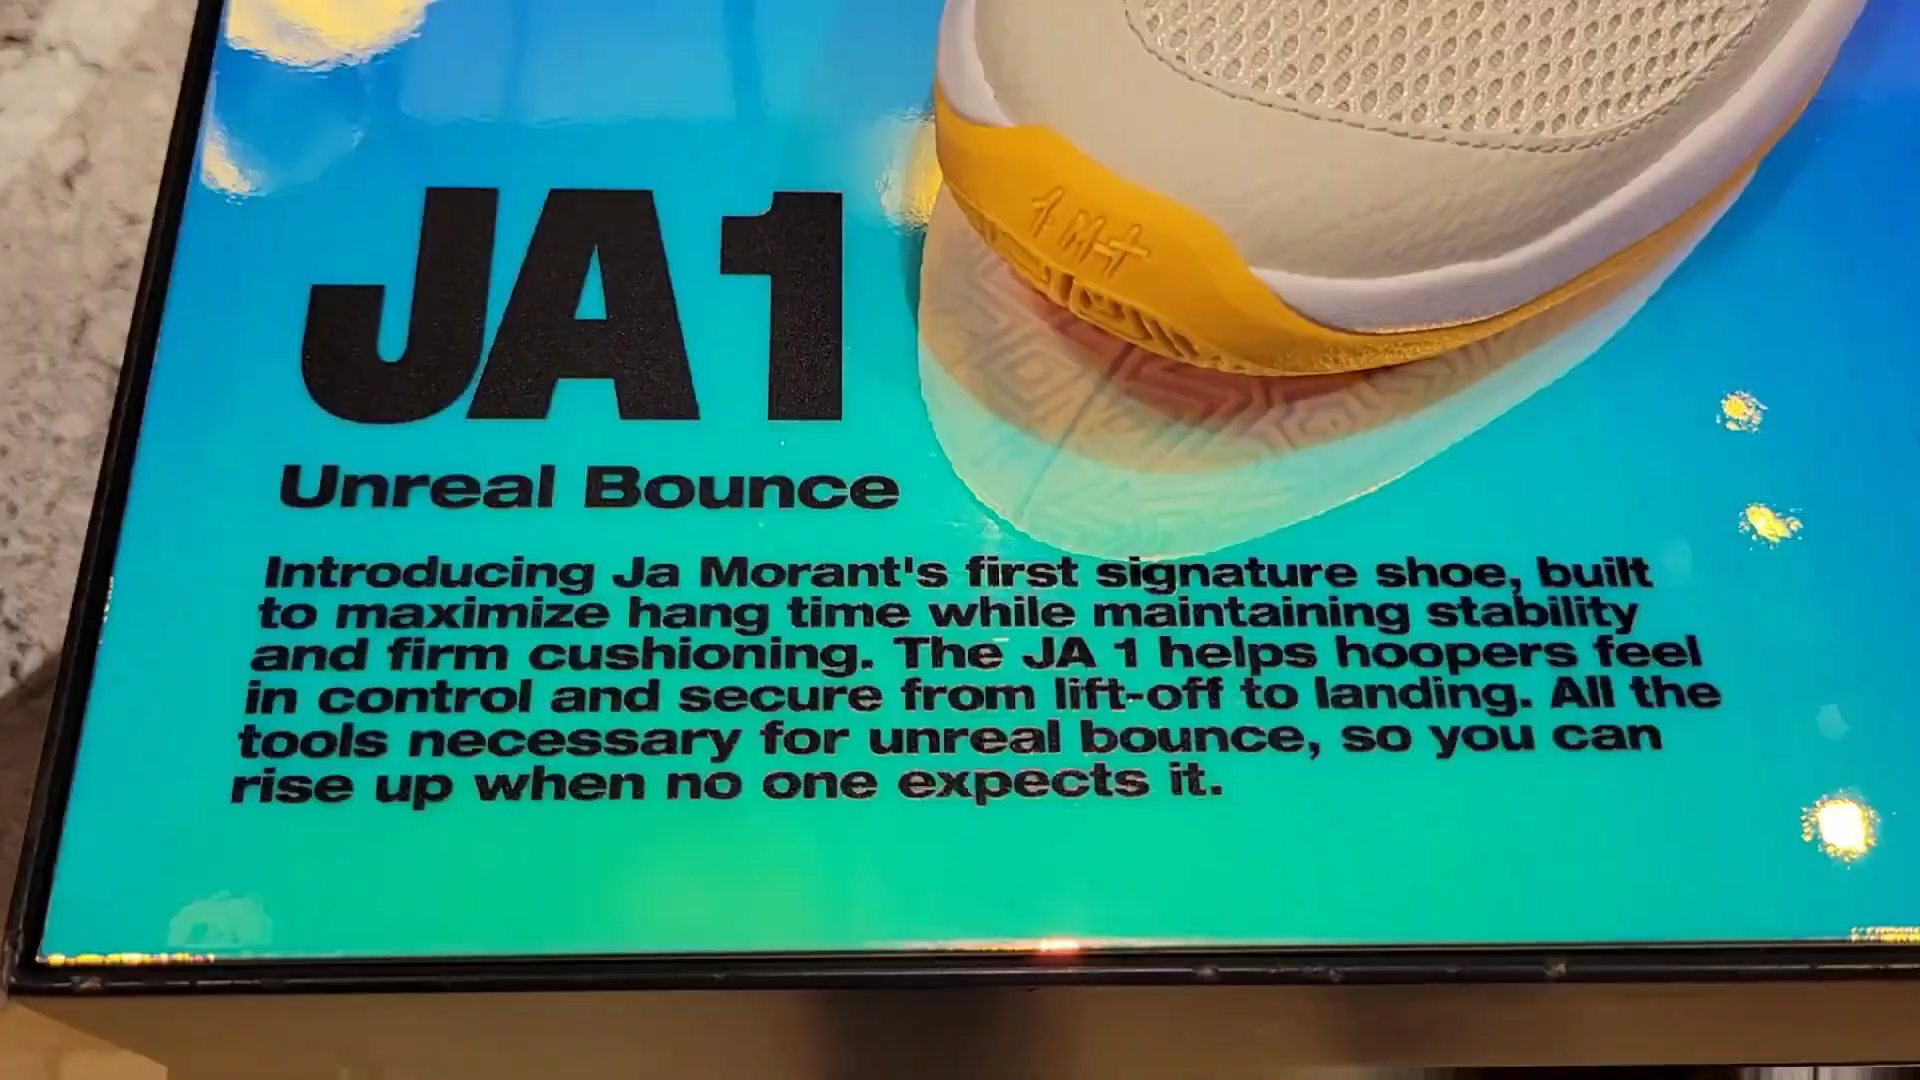 JA 1
Unreal Bounce
Introducing Ja Morant's first signature shoe, built
to maximize hang time while maintaining stability
and firm cushioning. The JA 1 helps hoopers feel
in control and secure from lift-off to landing. All the
tools necessary for unreal bounce, so you can
rise up when no one expects it.